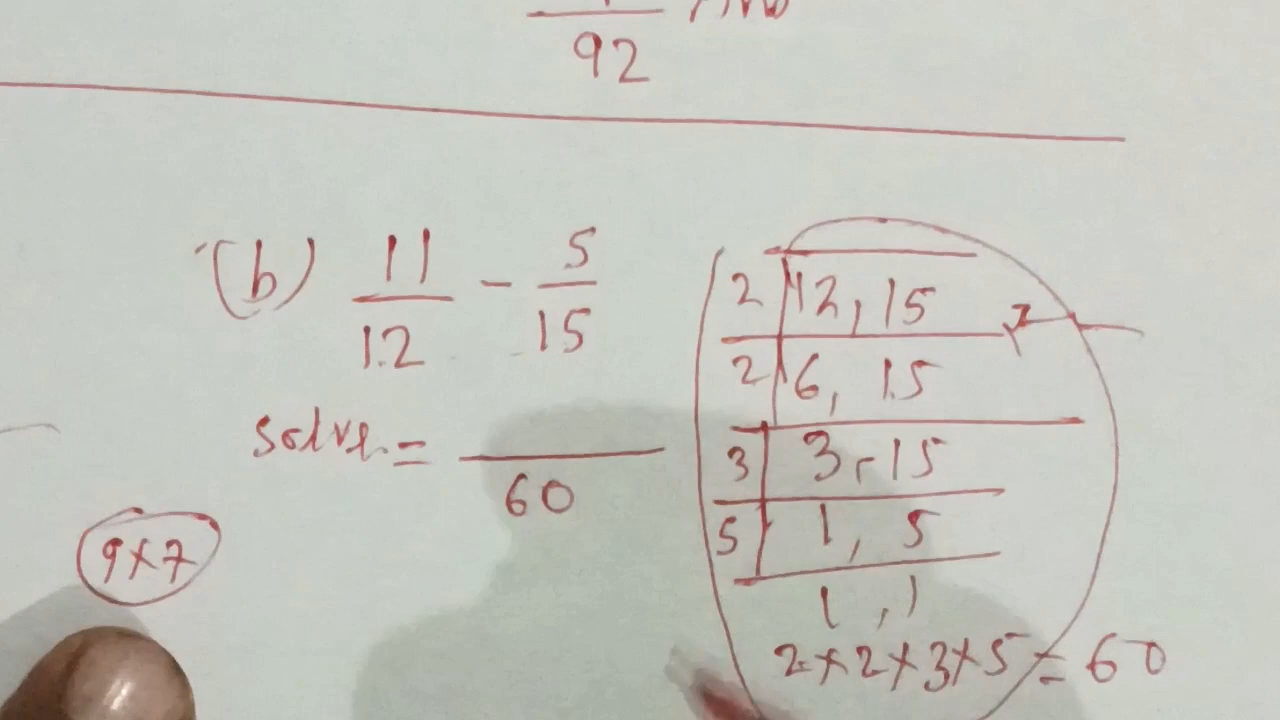 92
(b) 11/12 - 5/15
solve. = /60
9×7
2 | 12, 15
2 | 6, 15
3 | 3, 15
5 | 1, 5
1, 1
2×2×3×5 = 60